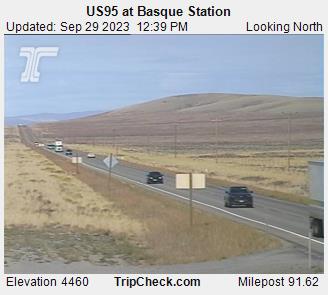 US95 at Basque Station
Updated: Sep 29 2023 12:39 PM Looking North
Elevation 4460 TripCheck.com Milepost 91.62